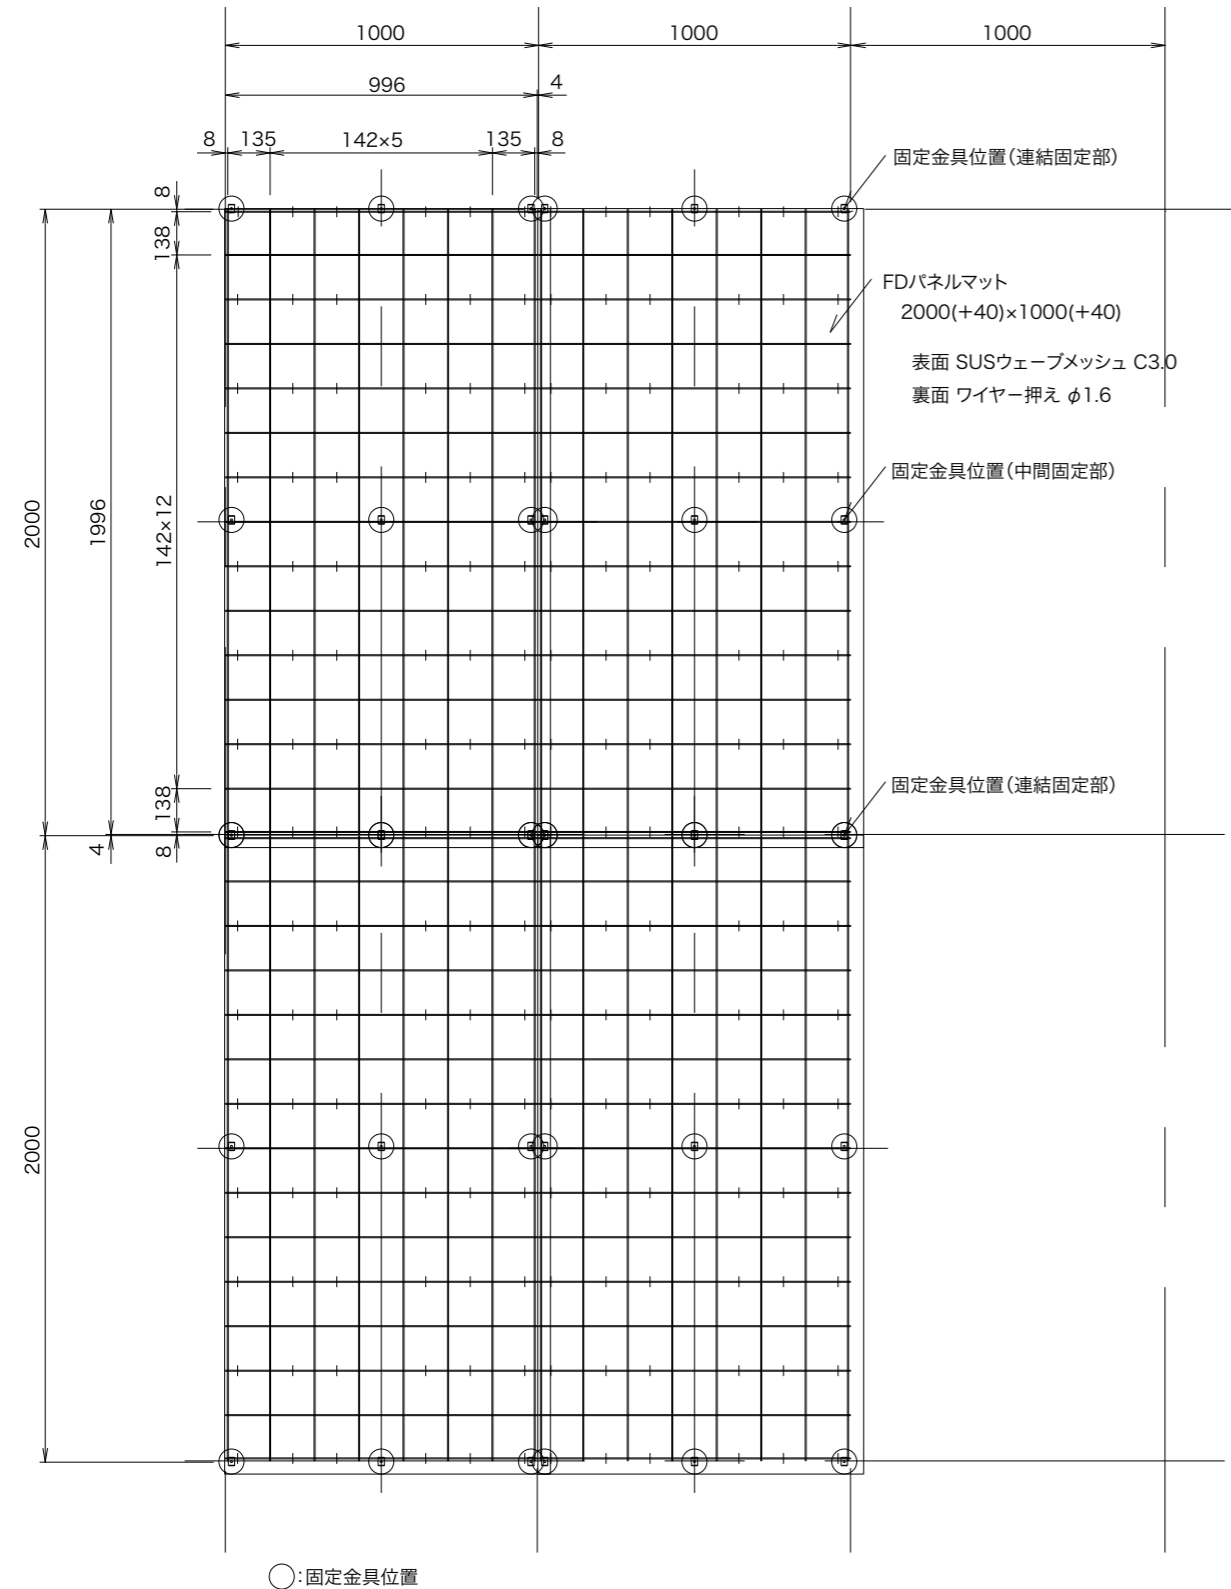 1000
1000
1000
996
4
8
135
142×5
135
8
固定金具位置(連結固定部)
8
138
FDパネルマット
2000(+40)×1000(+40)
表面 SUSウェーブメッシュ C3.0
裏面 ワイヤー押え φ1.6
固定金具位置(中間固定部)
2000
1996
142×12
固定金具位置(連結固定部)
138
4
8
2000
◯:固定金具位置